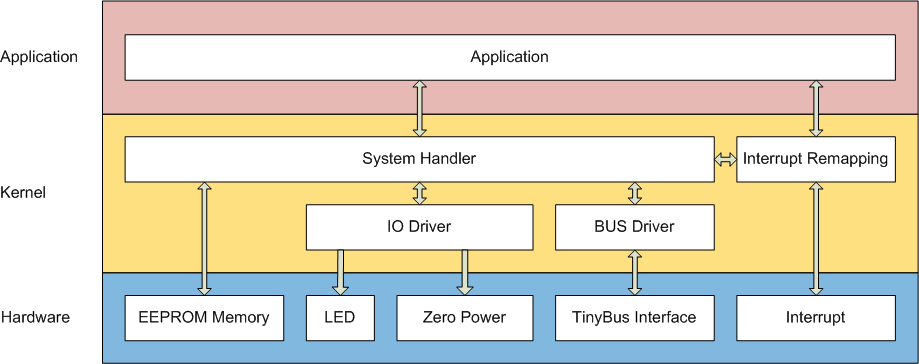 Application
Application
System Handler
Interrupt Remapping
Kernel
IO Driver
BUS Driver
Hardware
EEPROM Memory
LED
Zero Power
TinyBus Interface
Interrupt